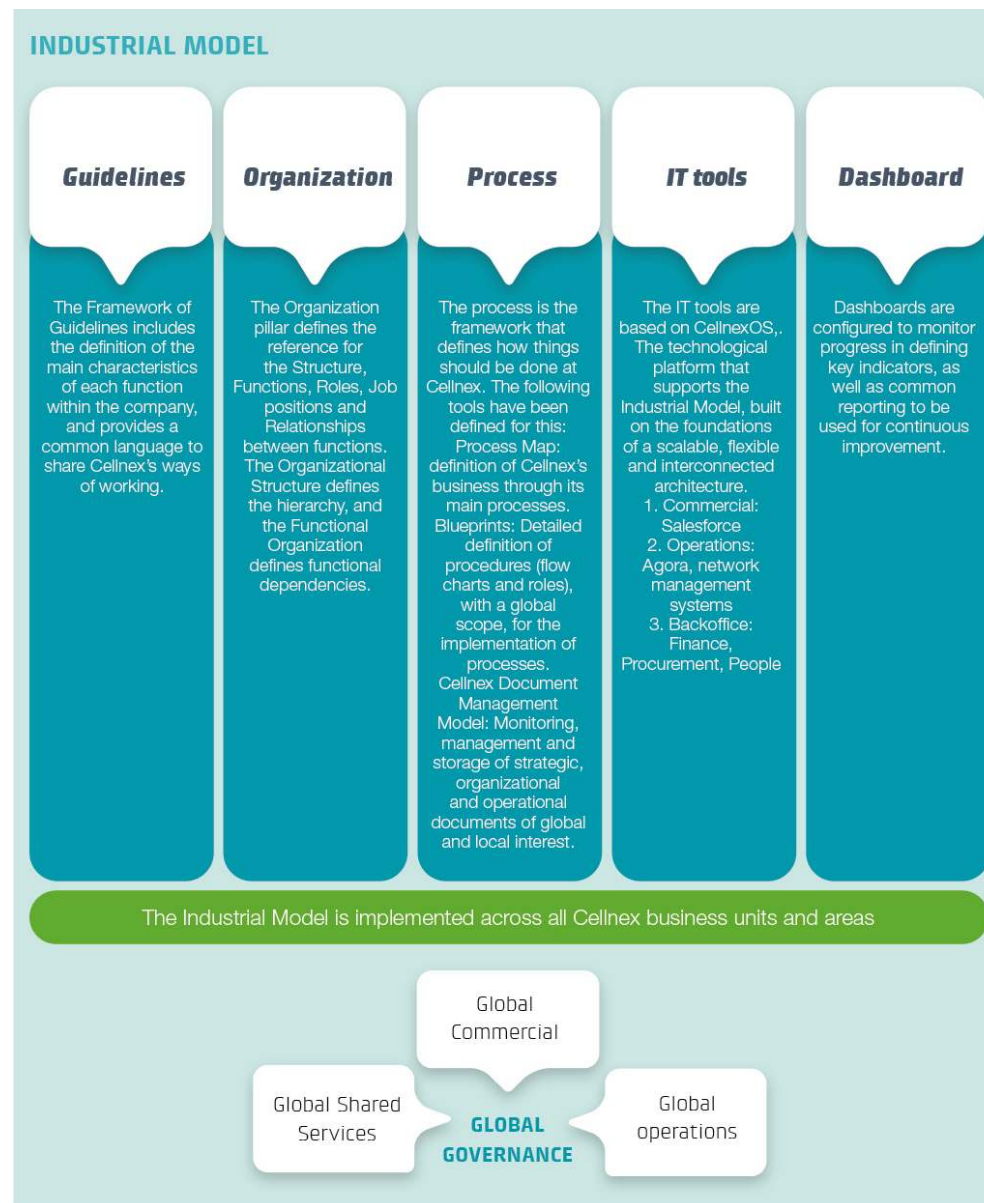 INDUSTRIAL MODEL
Guidelines
The Framework of
Guidelines includes
the definition of the
main characteristics
of each function
within the company,
and provides a
common language to
share Cellnex's ways
of working.
Organization
The Organization
pillar defines the
reference for
the Structure,
Functions, Roles, Job
positions and
Relationships
between functions.
The Organizational
Structure defines
the hierarchy, and
the Functional
Organization
defines functional
dependencies.
Process
The process is the
framework that
defines how things
should be done at
Cellnex. The following
tools have been
defined for this:
Process Map:
definition of Cellnex's
business through its
main processes.
Blueprints: Detailed
definition of
procedures (flow
charts and roles),
with a global
scope, for the
implementation of
processes.
Cellnex Document
Management
Model: Monitoring,
management and
storage of strategic,
organizational
and operational
documents of global
and local interest.
IT tools
The IT tools are
based on CellnexOS,.
The technological
platform that
supports the
Industrial Model, built
on the foundations
of a scalable, flexible
and interconnected
architecture.
1. Commercial:
Salesforce
2. Operations:
Agora, network
management
systems
3. Backoffice:
Finance,
Procurement, People
Dashboard
Dashboards are
configured to monitor
progress in defining
key indicators, as
well as common
reporting to be
used for continuous
improvement.
The Industrial Model is implemented across all Cellnex business units and areas
Global
Commercial
Global Shared
Services
GLOBAL
GOVERNANCE
Global
operations